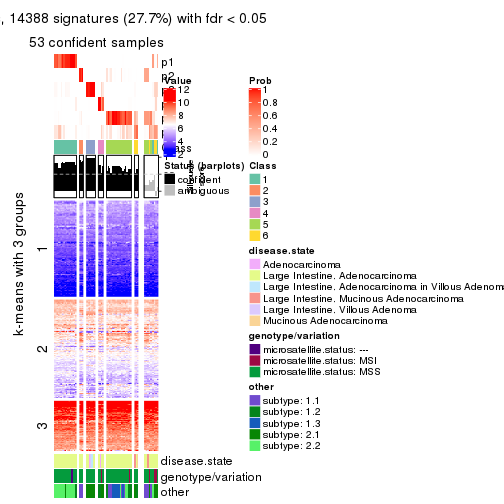 , 14388 signatures (27.7%) with fdr < 0.05
53 confident samples
p1
p2
Value
12
10
8
6
4
2
Prob
1
0.8
0.6
0.4
0.2
0
Status (barplots)
confident
ambiguous
Class
1
2
3
4
5
6
k-means with 3 groups
1
2
3
disease.state
Adenocarcinoma
Large Intestine. Adenocarcinoma
Large Intestine. Adenocarcinoma in Villous Adenom
Large Intestine. Mucinous Adenocarcinoma
Large Intestine. Villous Adenoma
Mucinous Adenocarcinoma
genotype/variation
microsatellite.status: ---
microsatellite.status: MSI
microsatellite.status: MSS
other
subtype: 1.1
subtype: 1.2
subtype: 1.3
subtype: 2.1
subtype: 2.2
disease.state
genotype/variation
other